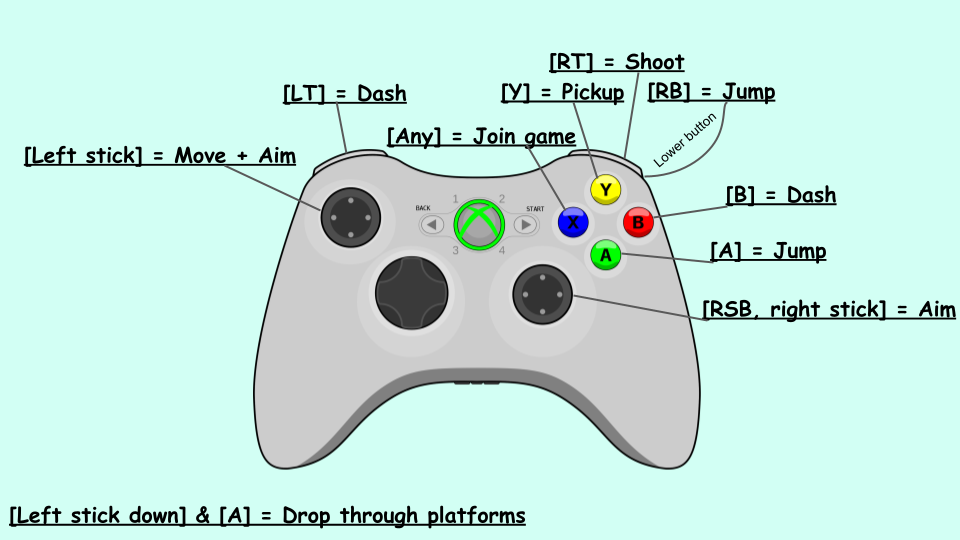 [RT] = Shoot
[LT] = Dash
[Y] = Pickup
[RB] = Jump
Lower button
[Any] = Join game
[Left stick] = Move + Aim
Y
[B] = Dash
1
2
BACK
START
X
B
3
4
A
[A] = Jump
[RSB, right stick] = Aim
[Left stick down] & [A] = Drop through platforms